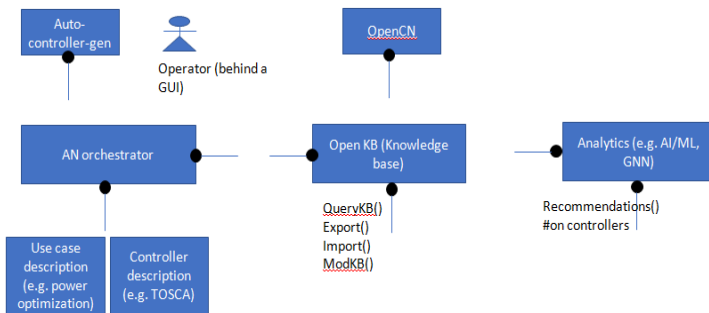 Auto-
controller-gen
Operator (behind a
GUI)
OpenCN
AN orchestrator
Open KB (Knowledge
base)
Analytics (e.g. AI/ML,
GNN)
QueryKB()
Export()
Import()
ModKB()
Recommendations()
#on controllers
Use case
description
(e.g. power
optimization)
Controller
description
(e.g. TOSCA)